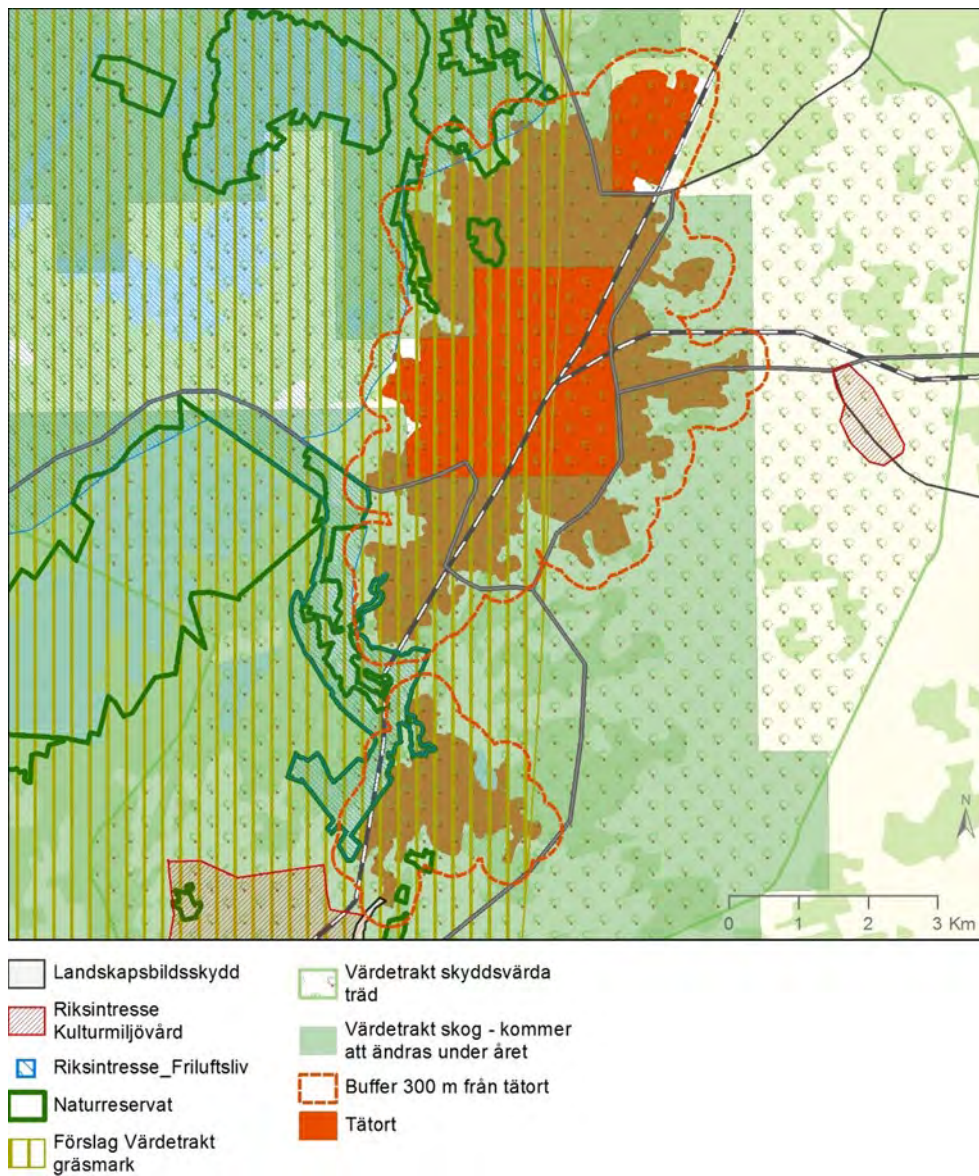 N
0 1 2 3 Km
Landskapsbildsskydd
Riksintresse
Kulturmiljövård
Riksintresse_Friluftsliv
Naturreservat
Förslag Värdetrakt
gräsmark
Värdetrakt skyddsvärda
träd
Värdetrakt skog - kommer
att ändras under året
Buffer 300 m från tätort
Tätort